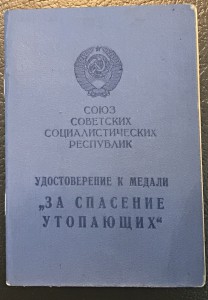 СОЮЗ
СОВЕТСКИХ
СОЦИАЛИСТИЧЕСКИХ
РЕСПУБЛИК
УДОСТОВЕРЕНИЕ К МЕДАЛИ
„ЗА СПАСЕНИЕ
УТОПАЮЩИХ“